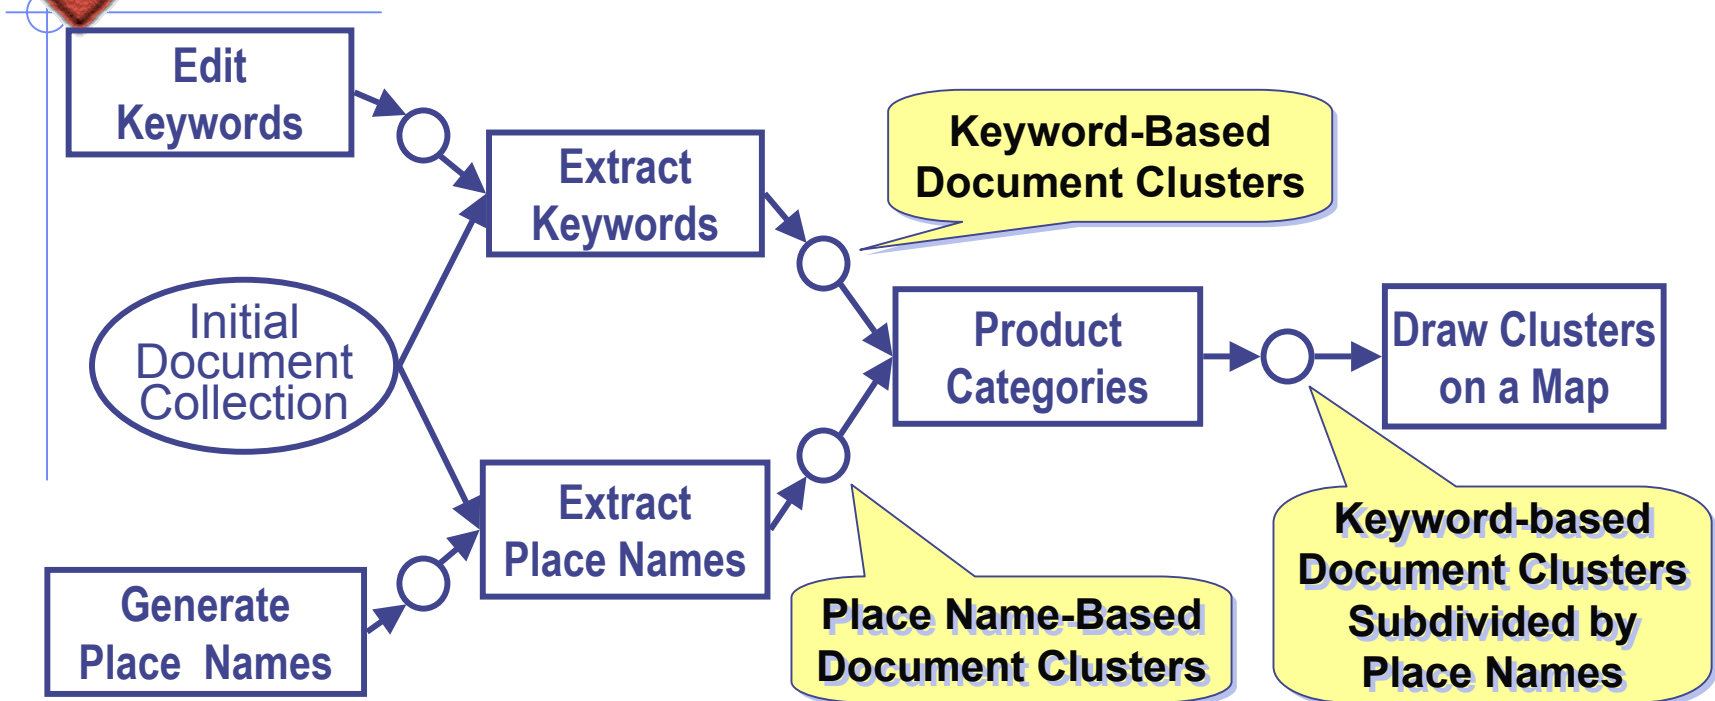 Edit
Keywords
Extract
Keywords
Keyword-Based
Document Clusters
Initial
Document
Collection
Product
Categories
Draw Clusters
on a Map
Extract
Place Names
Generate
Place Names
Place Name-Based
Document Clusters
Keyword-based
Document Clusters
Subdivided by
Place Names